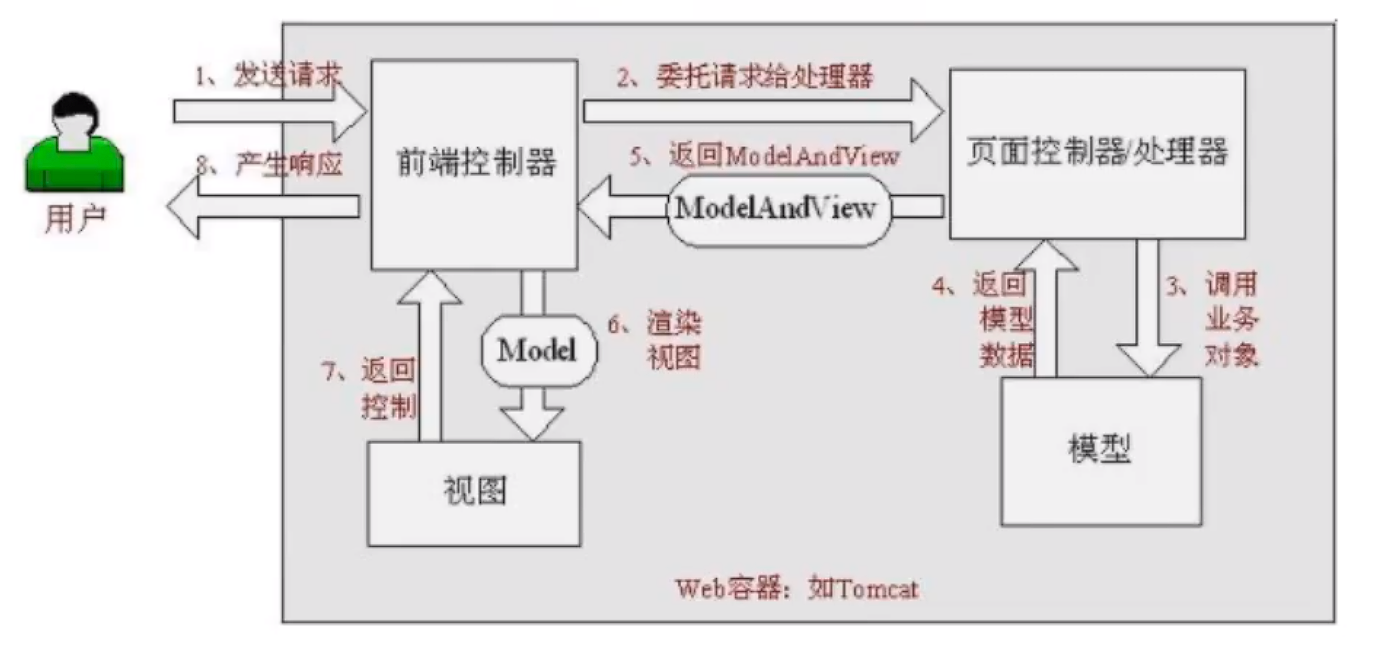 1、发送请求
8、产生响应
用户
前端控制器
2、委托请求给处理器
5、返回ModelAndView
ModelAndView
页面控制器/处理器
4、返回
模型
数据
3、调用
业务
对象
模型
7、返回
控制
Model
6、渲染
视图
视图
Web容器：如Tomcat